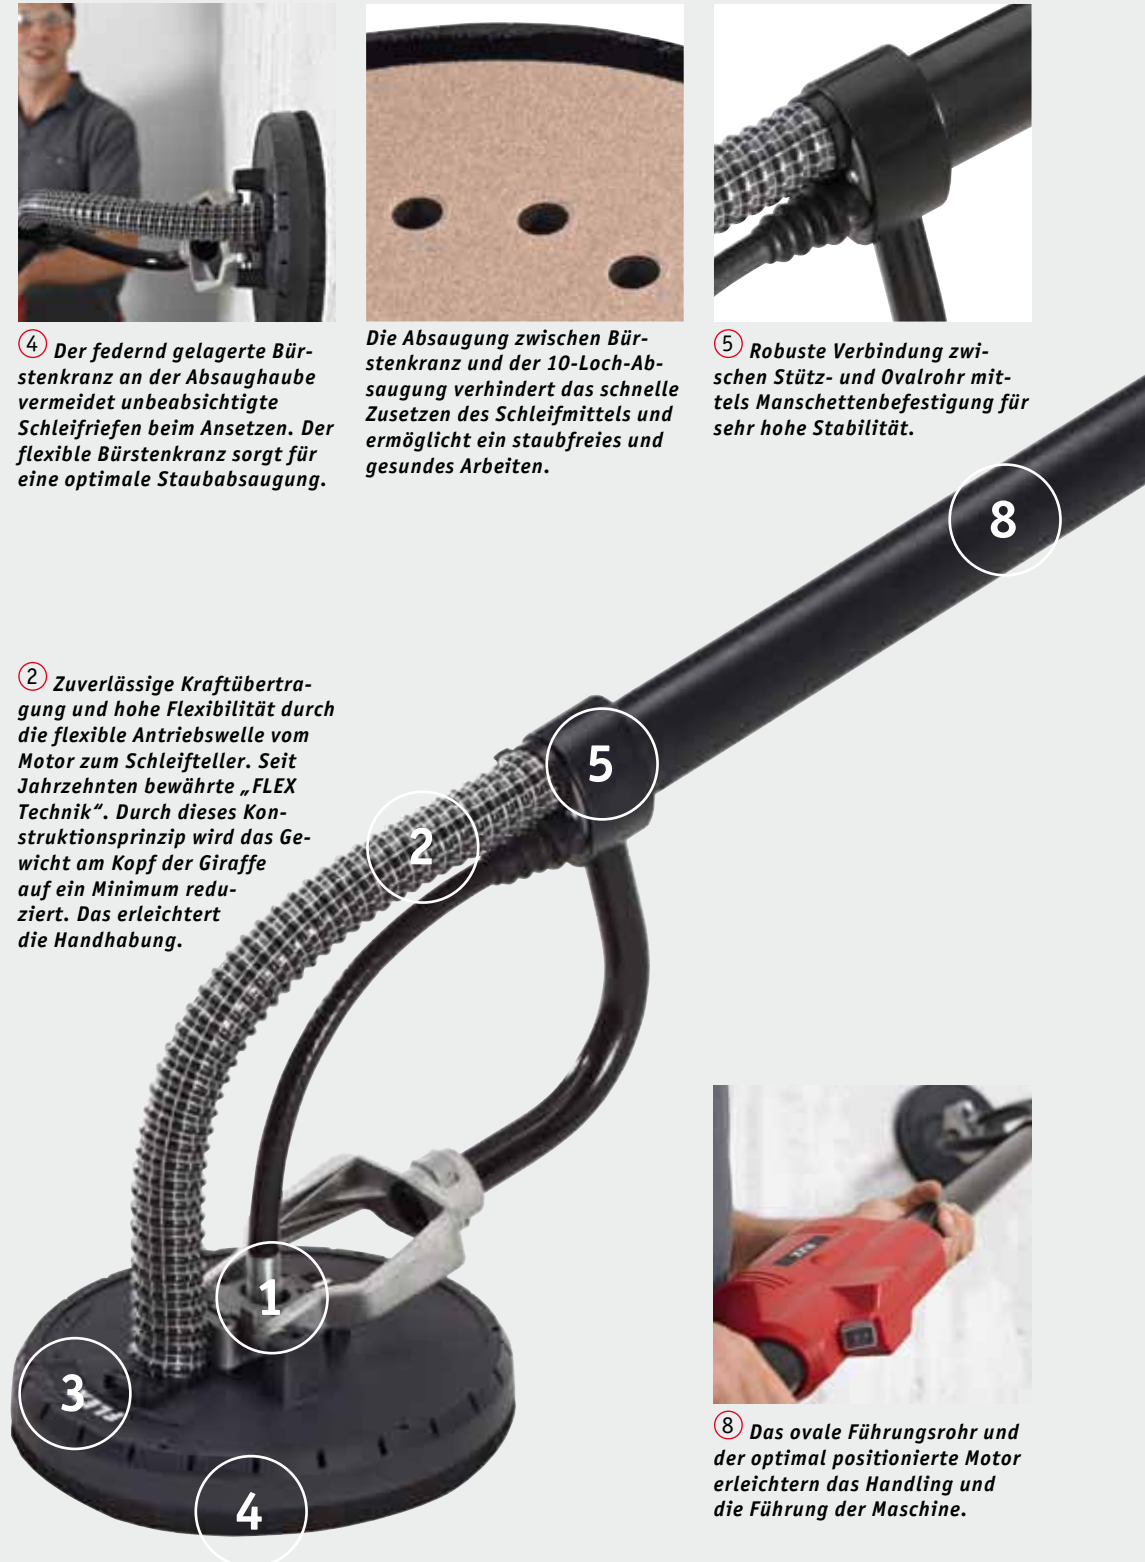 ④ Der federnd gelagerte Bür-
stenkranz an der Absaughaube
vermeidet unbeabsichtigte
Schleifriefen beim Ansetzen. Der
flexible Bürstenkranz sorgt für
eine optimale Staubabsaugung.
Die Absaugung zwischen Bür-
stenkranz und der 10-Loch-Ab-
saugung verhindert das schnelle
Zusetzen des Schleifmittels und
ermöglicht ein staubfreies und
gesundes Arbeiten.
⑤ Robuste Verbindung zwi-
schen Stütz- und Ovalrohr mit-
tels Manschettenbefestigung für
sehr hohe Stabilität.
8
② Zuverlässige Kraftübertra-
gung und hohe Flexibilität durch
die flexible Antriebswelle vom
Motor zum Schleifteller. Seit
Jahrzehnten bewährte „FLEX
Technik“. Durch dieses Kon-
struktionsprinzip wird das Ge-
wicht am Kopf der Giraffe
auf ein Minimum redu-
ziert. Das erleichtert
die Handhabung.
5
2
1
3
FLEX
4
FLEX
⑧ Das ovale Führungsrohr und
der optimal positionierte Motor
erleichtern das Handling und
die Führung der Maschine.